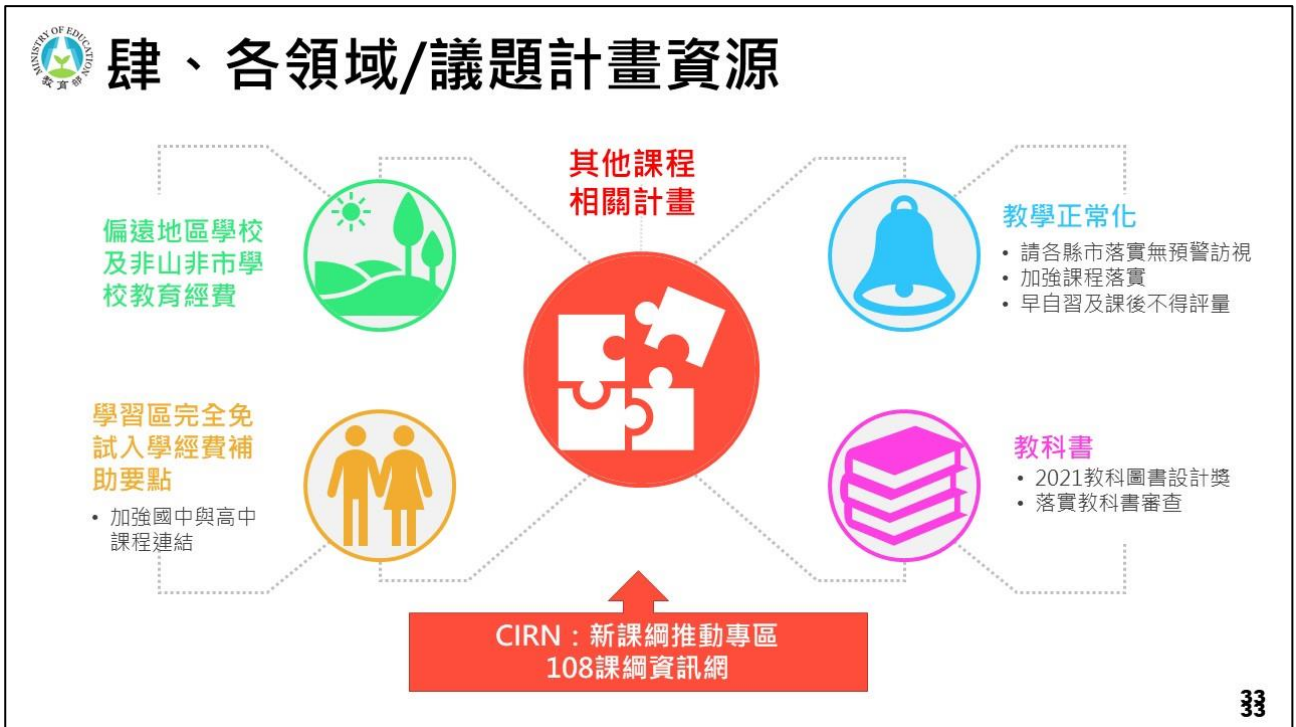 MINISTRY OF EDUCATION
教育部
肆、各領域/議題計畫資源
其他課程
相關計畫
偏遠地區學校
及非山非市學
校教育經費
教學正常化
• 請各縣市落實無預警訪視
• 加強課程落實
• 早自習及課後不得評量
學習區完全免
試入學經費補
助要點
• 加強國中與高中
課程連結
教科書
• 2021教科圖書設計獎
• 落實教科書審查
CIRN：新課綱推動專區
108課綱資訊網
33
33